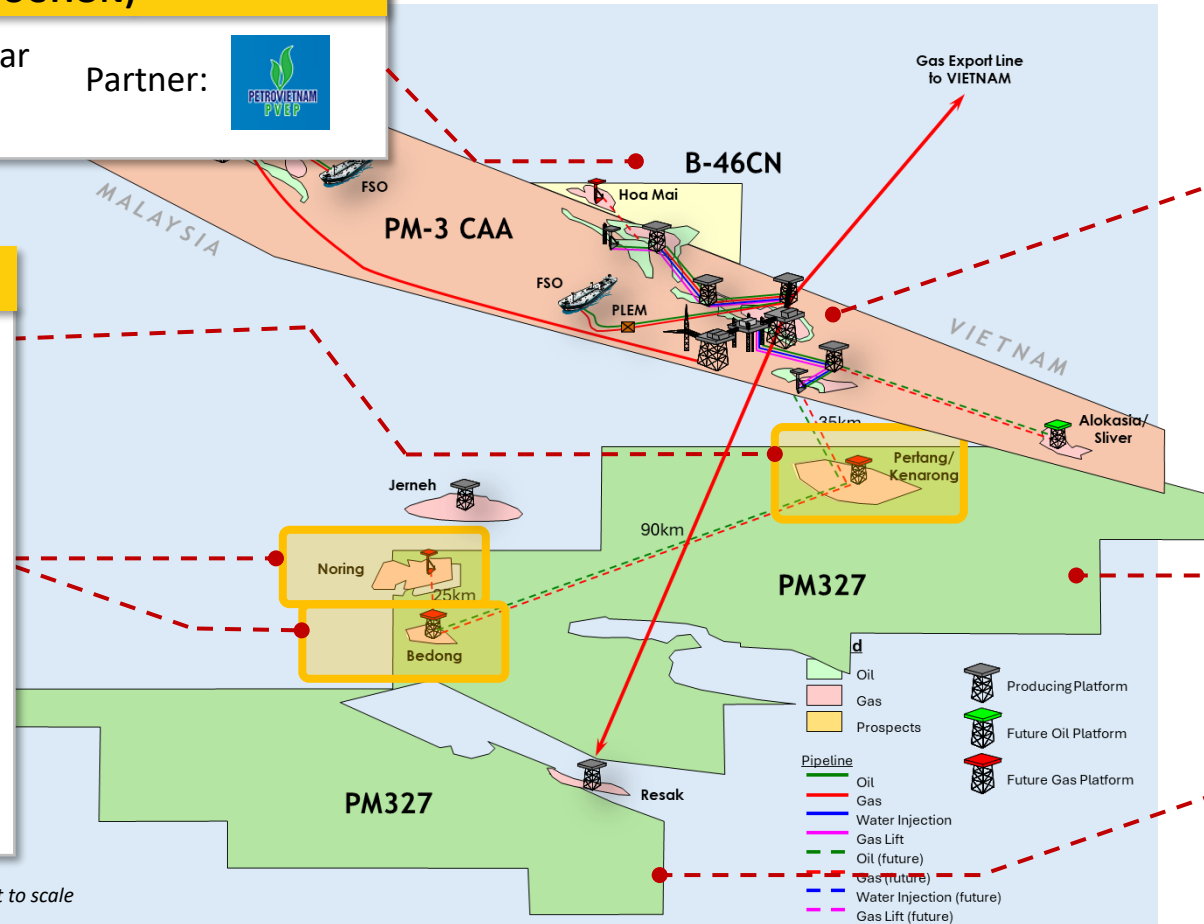 ar
Partner:
PETROVIETNAM
PVEP
Gas Export Line
to VIETNAM
B-46CN
FSO
Hoa Mai
MALAYSIA
PM-3 CAA
FSO
PLEM
VIETNAM
35km
Alokasia/
Sliver
Pertang/
Kenarong
Jerneh
90km
Noring
25km
PM327
Bedong
d
Oil
Gas
Prospects
Producing Platform
Future Oil Platform
Future Gas Platform
Pipeline
Oil
Gas
Water Injection
Gas Lift
Oil (future)
Gas (future)
Water Injection (future)
Gas Lift (future)
Resak
PM327
t to scale